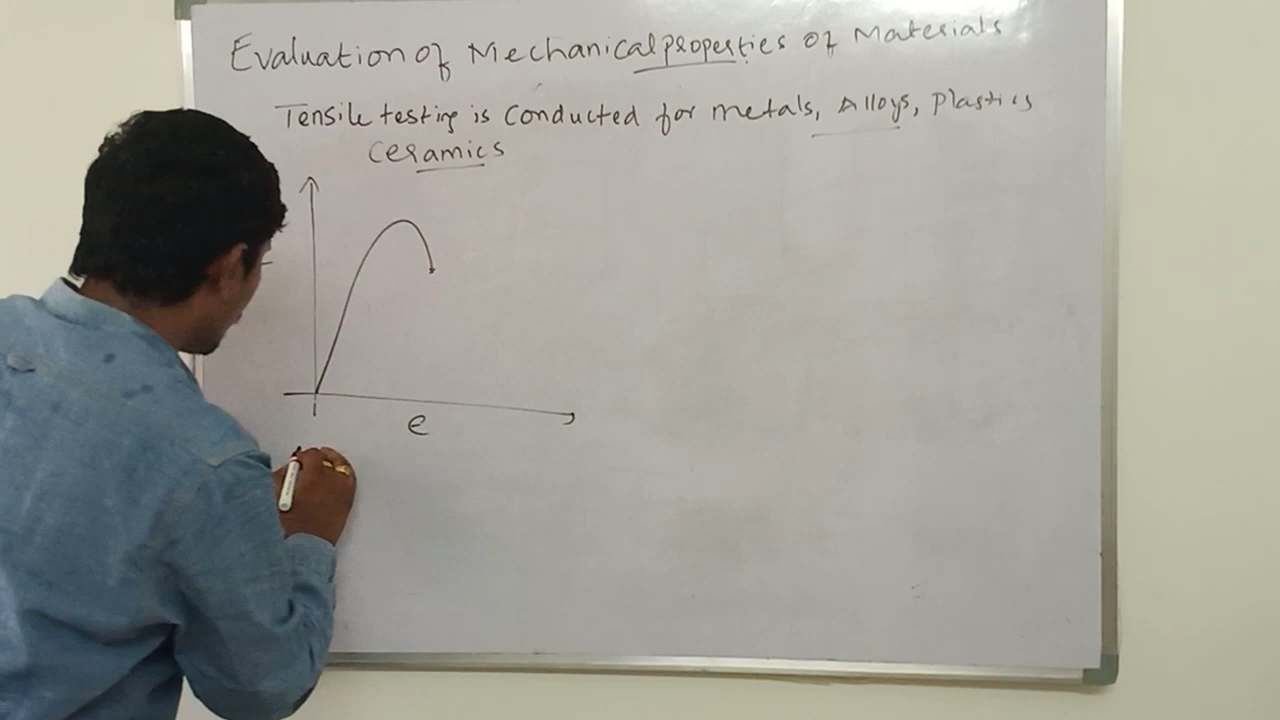 Evaluation of Mechanical properties of Materials
Tensile testing is conducted for metals, Alloys, Plastics
Ceramics
e